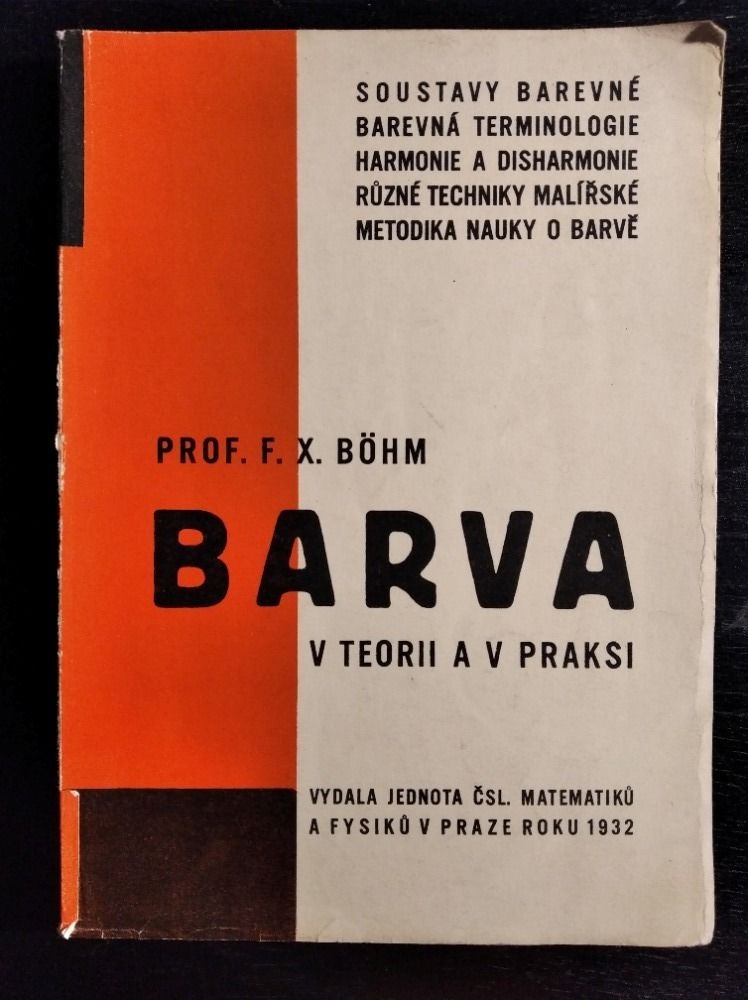 SOUSTAVY BAREVNÉ
BAREVNÁ TERMINOLOGIE
HARMONIE A DISHARMONIE
RŮZNÉ TECHNIKY MALÍŘSKÉ
METODIKA NAUKY O BARVĚ
PROF. F. X. BÖHM
BARVA
V TEORII A V PRAKSI
VYDALA JEDNOTA ČSL. MATEMATIKŮ
A FYSIKŮ V PRAZE ROKU 1932